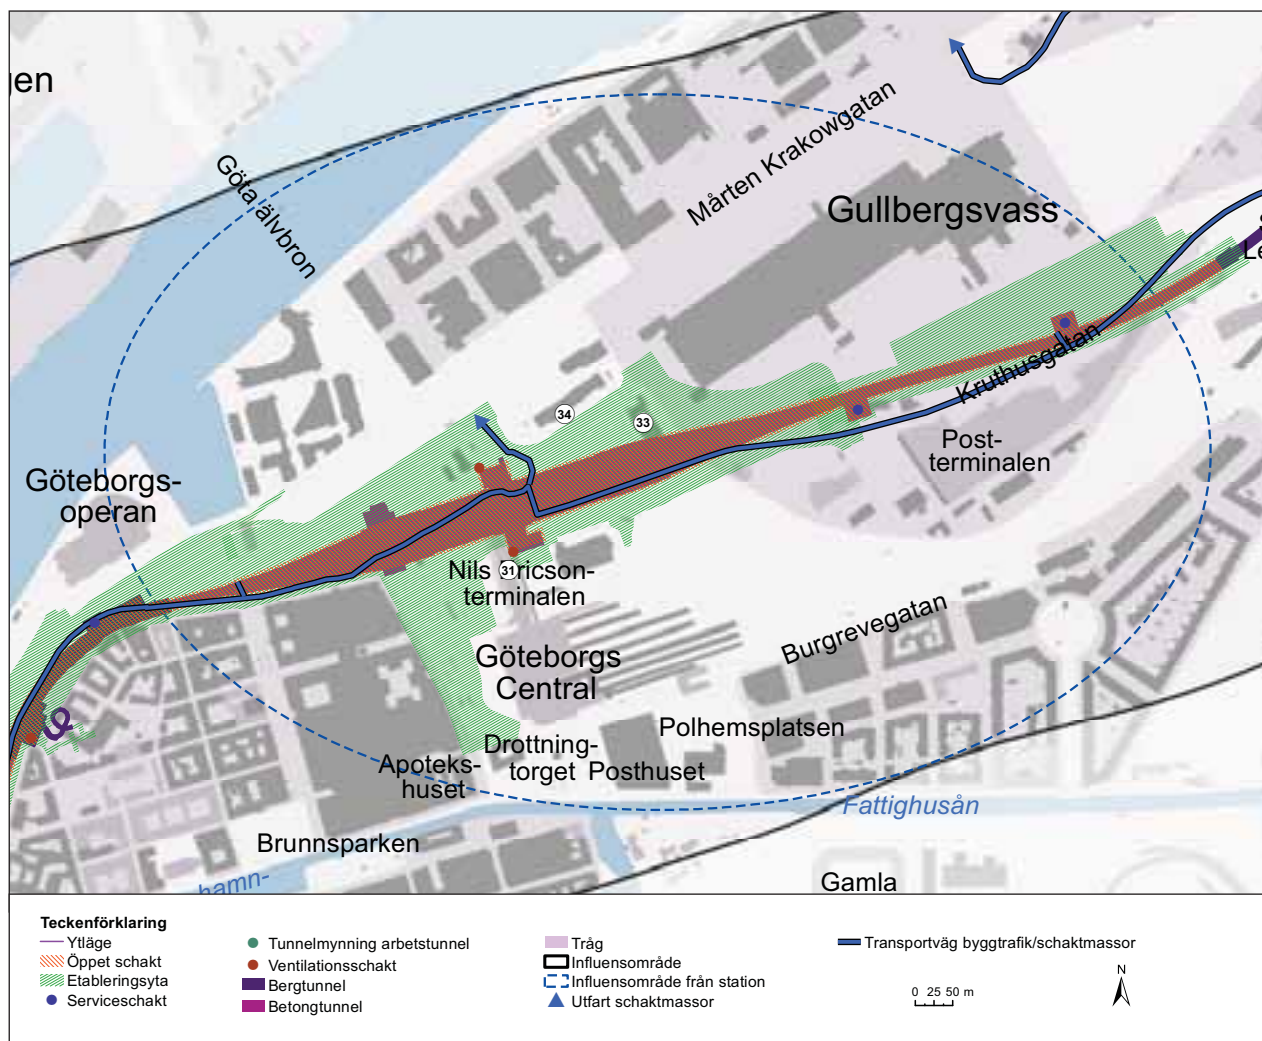 gen
Göta älvbron
Mårten Krakowgatan
Gullbergsvass
Le
Kruthusgatan
34
33
Post-
terminalen
Göteborgs-
operan
31
Nils Ericson-
terminalen
Göteborgs
Central
Burgrevegatan
Polhemsplatsen
Drottning-
torget
Posthuset
Apoteks-
huset
Fattighusån
Brunnsparken
hamn-
Gamla
Teckenförklaring
Ytläge
Öppet schakt
Etableringsyta
Serviceschakt
Tunnelmynning arbetstunnel
Ventilationsschakt
Bergtunnel
Betongtunnel
Tråg
Influensområde
Influensområde från station
Utfart schaktmassor
Transportväg byggtrafik/schaktmassor
0 25 50 m
N